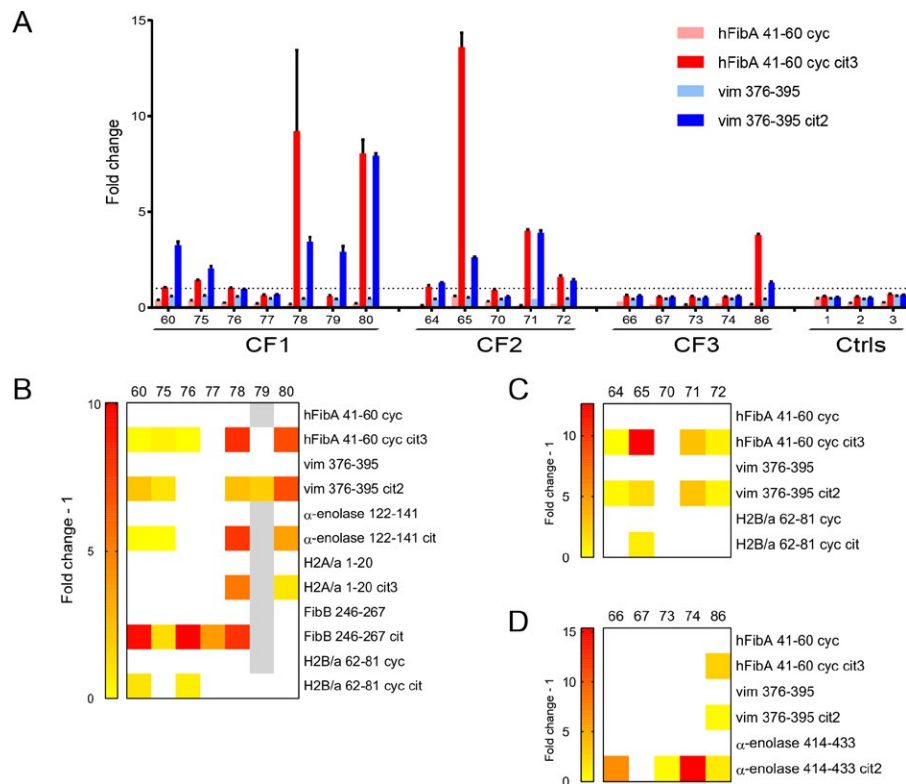 A
hFibA 41-60 cyc
hFibA 41-60 cyc cit3
vim 376-395
vim 376-395 cit2
15
10
5
0
Fold change
60 75 76 77 78 79 80 64 65 70 71 72 66 67 73 74 86 1 2 3
CF1 CF2 CF3 Ctrls
B
60 75 76 77 78 79 80
10
5
0
Fold change - 1
hFibA 41-60 cyc
hFibA 41-60 cyc cit3
vim 376-395
vim 376-395 cit2
α-enolase 122-141
α-enolase 122-141 cit
H2A/a 1-20
H2A/a 1-20 cit3
FibB 246-267
FibB 246-267 cit
H2B/a 62-81 cyc
H2B/a 62-81 cyc cit
C
64 65 70 71 72
10
5
0
Fold change - 1
hFibA 41-60 cyc
hFibA 41-60 cyc cit3
vim 376-395
vim 376-395 cit2
H2B/a 62-81 cyc
H2B/a 62-81 cyc cit
D
66 67 73 74 86
15
10
5
0
Fold change - 1
hFibA 41-60 cyc
hFibA 41-60 cyc cit3
vim 376-395
vim 376-395 cit2
α-enolase 414-433
α-enolase 414-433 cit2